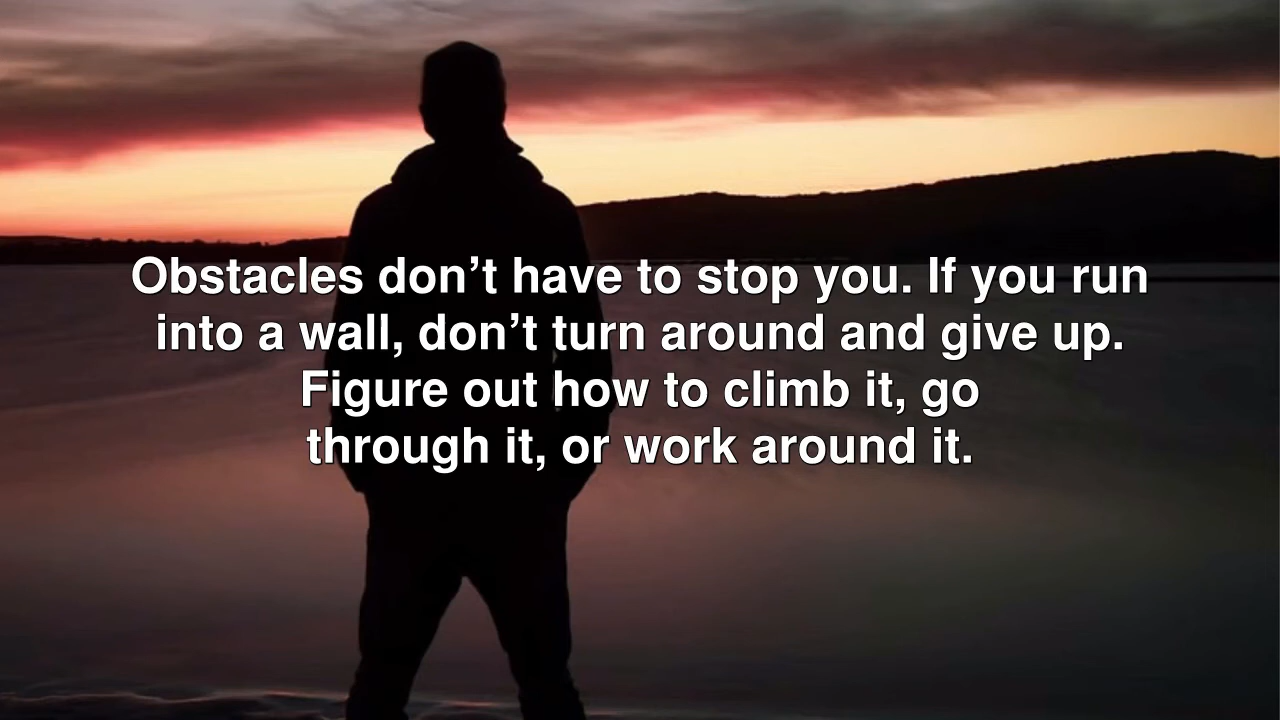 Obstacles don’t have to stop you. If you run
into a wall, don’t turn around and give up.
Figure out how to climb it, go
through it, or work around it.